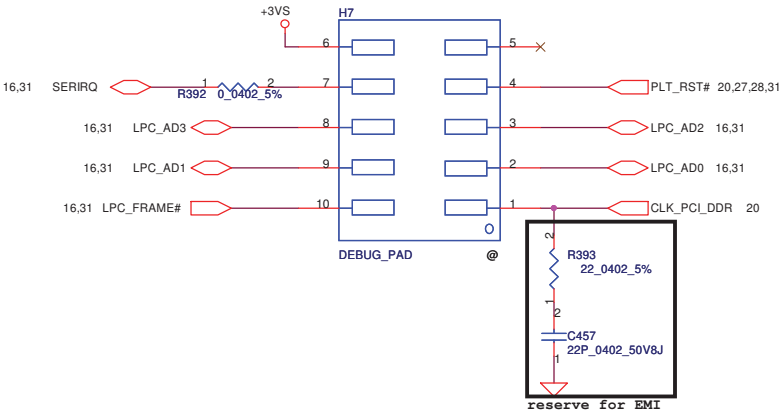 +3VS
H7
6
5
16,31 SERIRQ
1
2
7
R392 0_0402_5%
4
PLT_RST# 20,27,28,31
16,31 LPC_AD3
8
3
LPC_AD2 16,31
16,31 LPC_AD1
9
2
LPC_AD0 16,31
16,31 LPC_FRAME#
10
1
CLK_PCI_DDR 20
DEBUG_PAD
@
2
R393
22_0402_5%
1
2
C457
22P_0402_50V8J
1
reserve for EMI